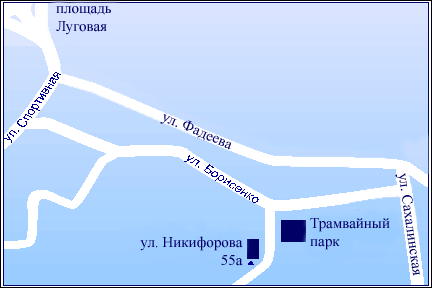 площадь
Луговая
ул. Спортивная
ул. Фадеева
ул. Борисенко
ул. Сахалинская
Трамвайный
парк
ул. Никифорова
55а